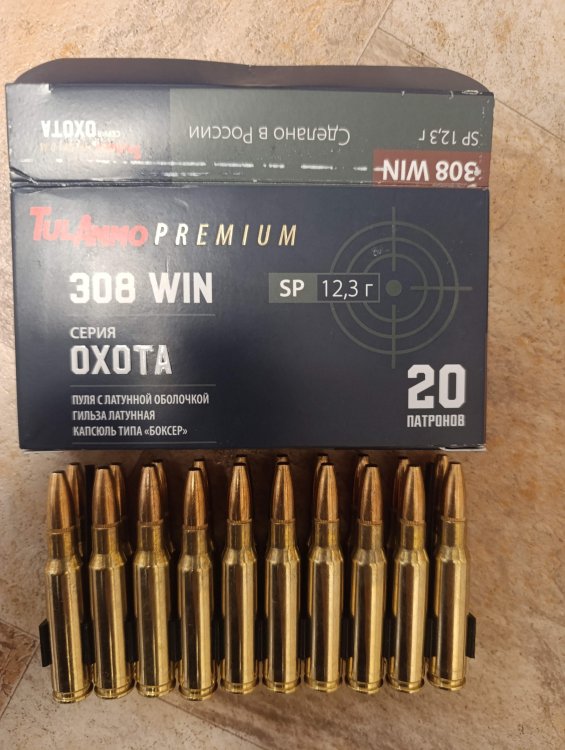 308 WIN
SP 12,3 г
Сделано в России
СЕРИЯ
ОХОТА
TULAMMO PREMIUM
308 WIN
SP 12,3 г
СЕРИЯ
ОХОТА
ПУЛЯ С ЛАТУННОЙ ОБОЛОЧКОЙ
ГИЛЬЗА ЛАТУННАЯ
КАПСЮЛЬ ТИПА «БОКСЕР»
20
ПАТРОНОВ